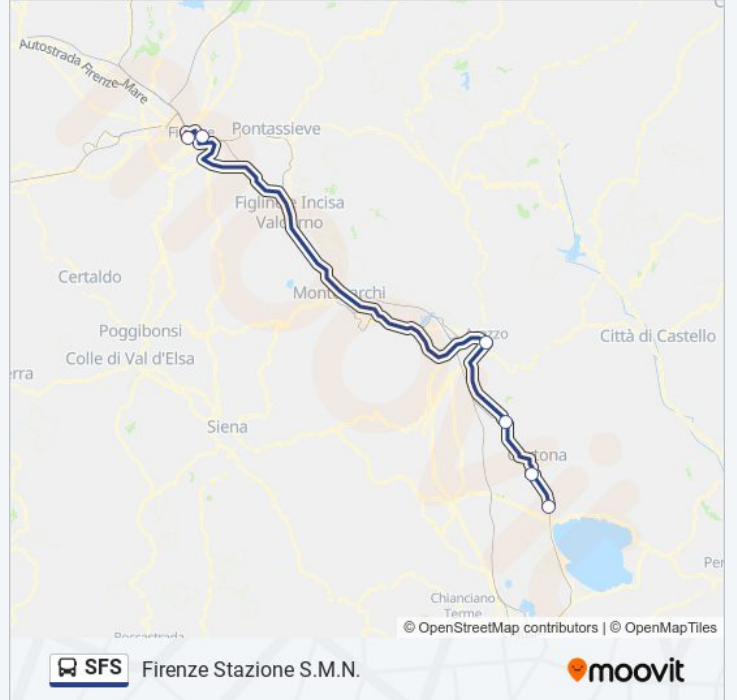 Autostrada Firenze-Mare
Pontassieve
Figline e Incisa
Valdarno
Certaldo
Poggibonsi
Città di Castello
Colle di Val d'Elsa
Siena
Chianciano
Terme
© OpenStreetMap contributors | © OpenMapTiles
SFS
Firenze Stazione S.M.N.
moovit